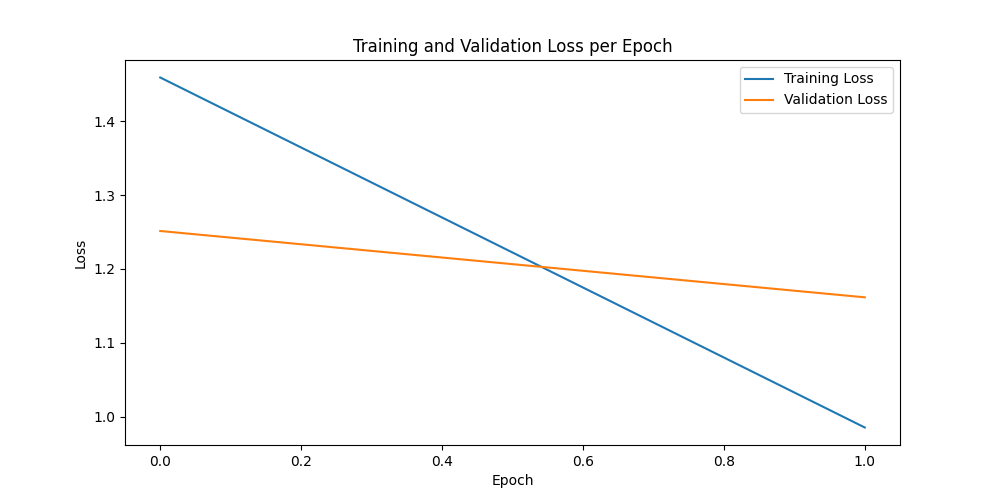 Training and Validation Loss per Epoch
Training Loss
Validation Loss
1.4
1.3
1.2
1.1
1.0
Loss
0.0 0.2 0.4 0.6 0.8 1.0
Epoch